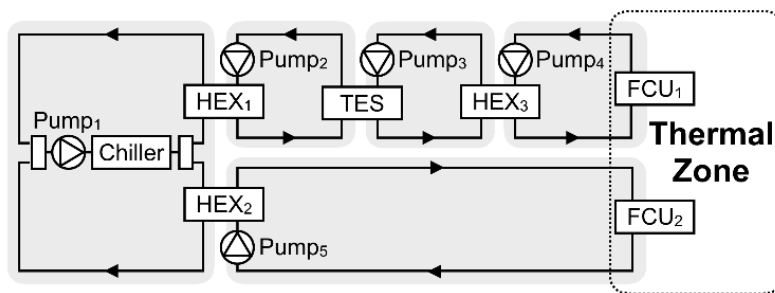 Pump₂
Pump₃
Pump₄
HEX₁
TES
HEX₃
FCU₁
Pump₁
Chiller
Thermal
Zone
HEX₂
FCU₂
Pump₅